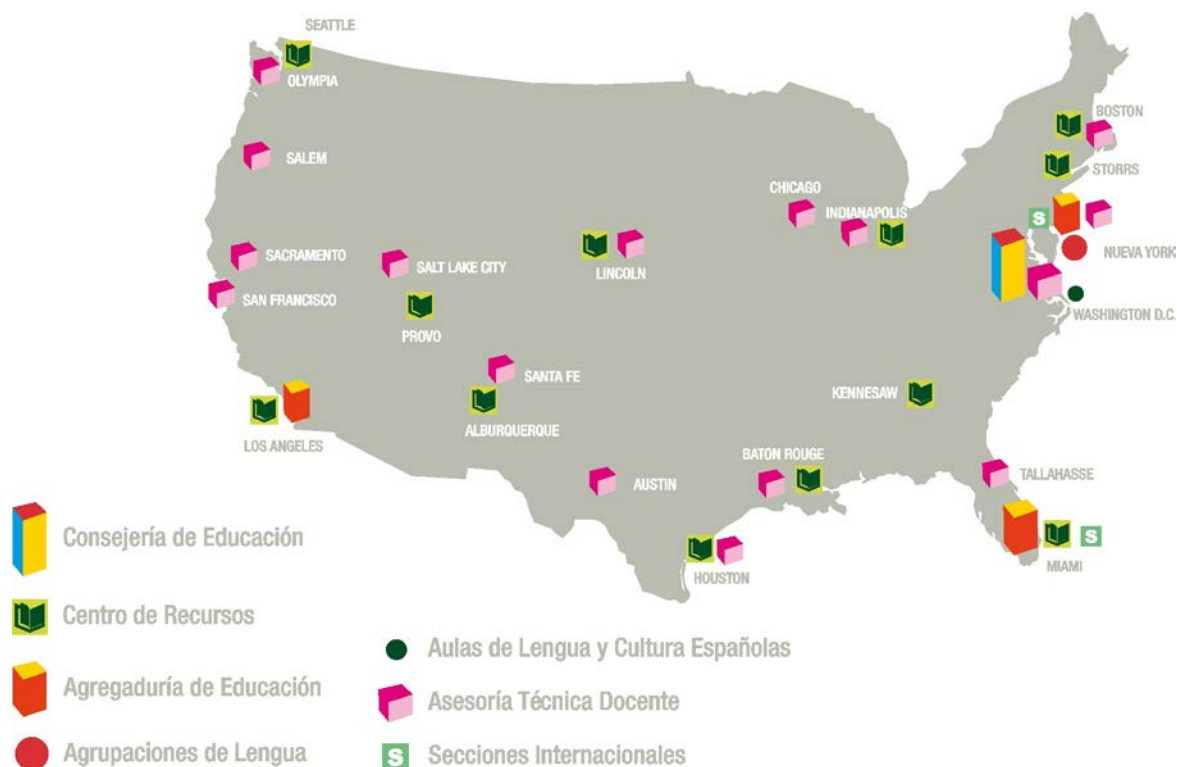 SEATTLE
OLYMPIA
BOSTON
SALEM
STORRS
CHICAGO
INDIANAPOLIS
S
SACRAMENTO
SALT LAKE CITY
LINCOLN
NUEVA YORK
SAN FRANCISCO
WASHINGTON D.C.
PROVO
SANTA FE
KENNESAW
ALBURQUERQUE
LOS ANGELES
BATON ROUGE
AUSTIN
TALLAHASSE
S
HOUSTON
MIAMI
Consejería de Educación
Centro de Recursos
Agregaduría de Educación
Agrupaciones de Lengua
Aulas de Lengua y Cultura Españolas
Asesoría Técnica Docente
S Secciones Internacionales